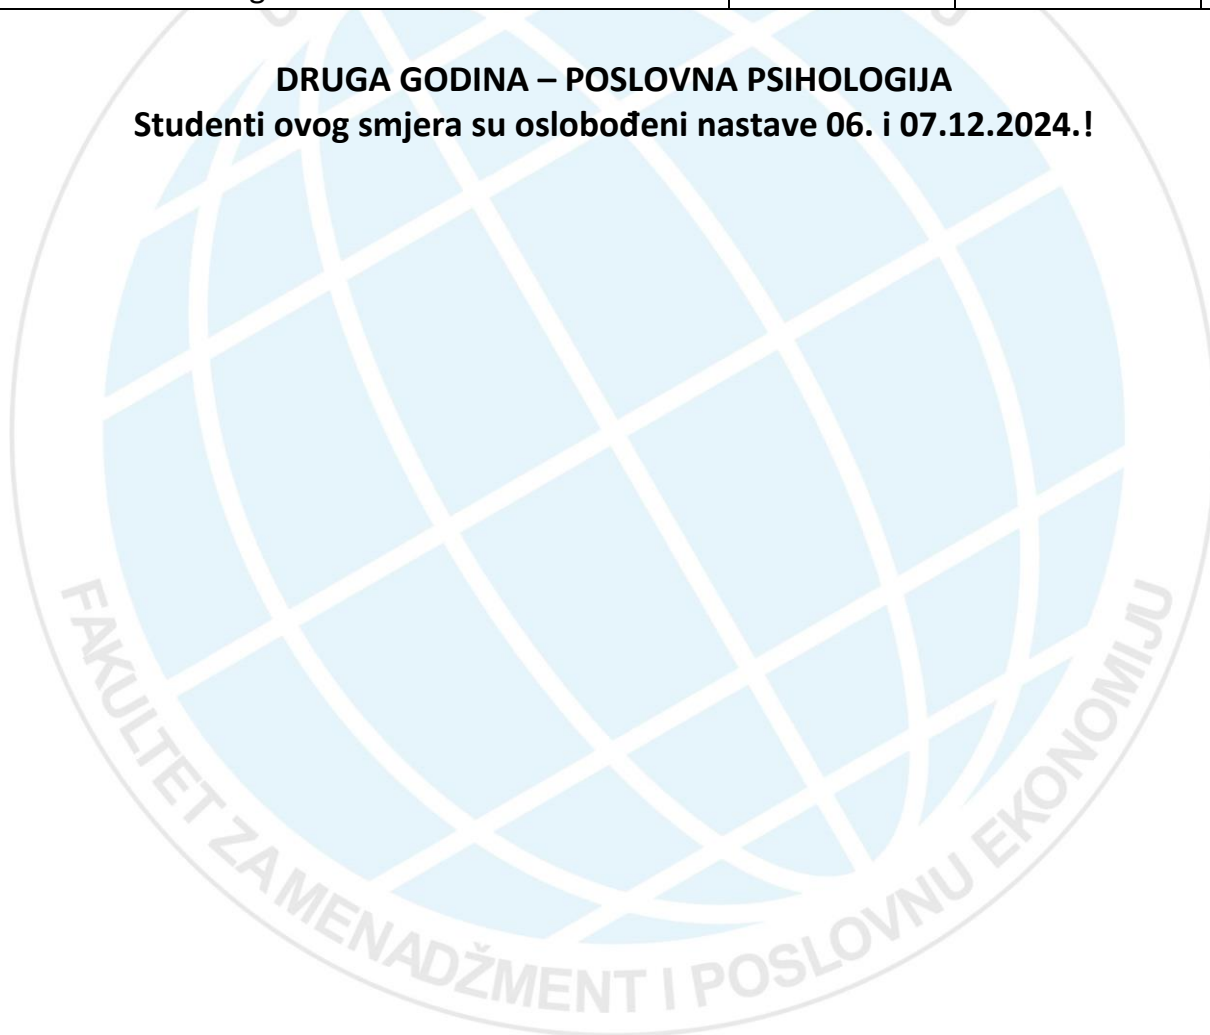 DRUGA GODINA – POSLOVNA PSIHOLOGIJA
Studenti ovog smjera su oslobođeni nastave 06. i 07.12.2024.!
FAKULTET ZA MENADŽMENT I POSLOVNU EKONOMIJU